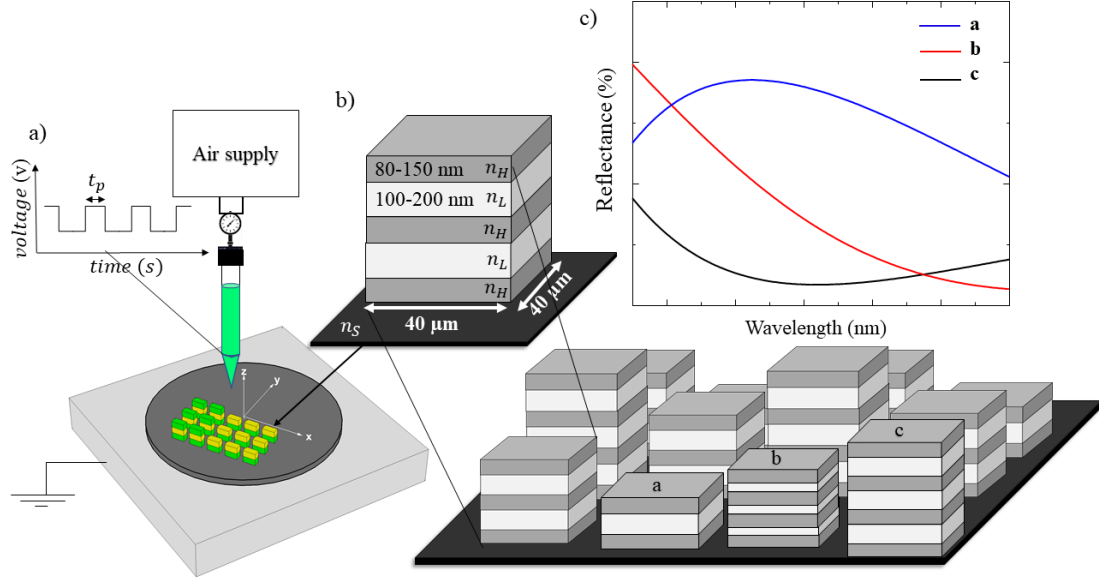 a)
voltage (v)
t_p
time (s)
Air supply
z
y
x
b)
80-150 nm n_H
100-200 nm n_L
n_H
n_L
n_H
n_S
40 μm
40 μm
c)
a
b
c
Reflectance (%)
Wavelength (nm)
a
b
c